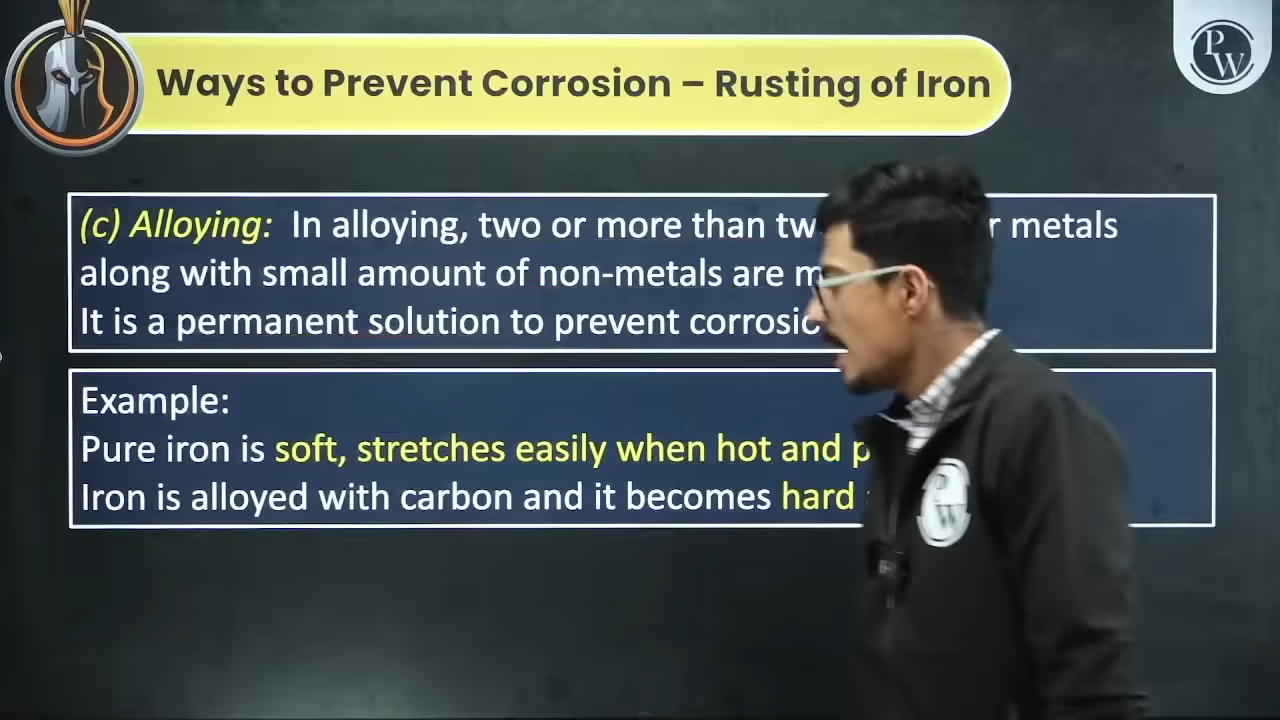 Ways to Prevent Corrosion – Rusting of Iron
PW
(c) Alloying: In alloying, two or more than metals
along with small amount of non-metals are
It is a permanent solution to prevent
Example:
Pure iron is soft, stretches easily when hot and
Iron is alloyed with carbon and it becomes hard
PW